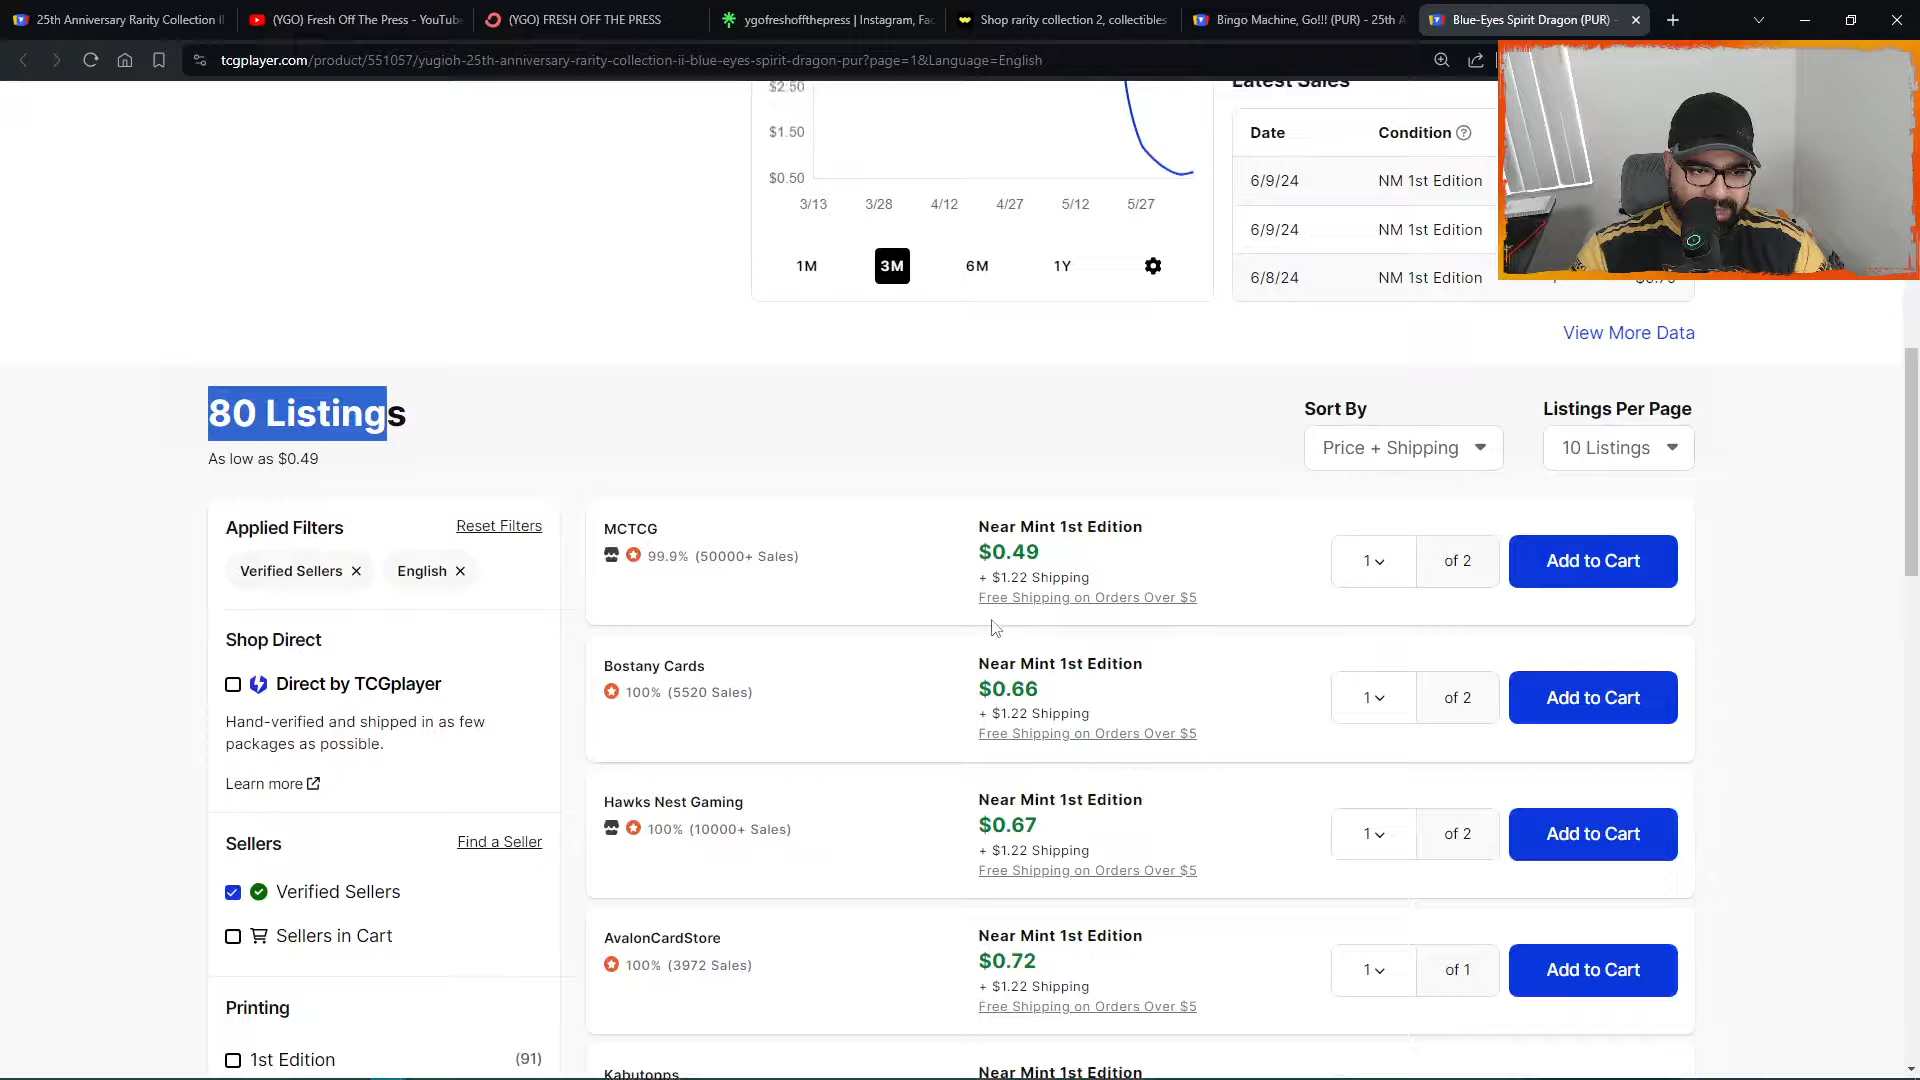 25th Anniversary Rarity Collection I
(YGO) Fresh Off The Press - YouTube
(YGO) FRESH OFF THE PRESS
ygofreshoffthepress | Instagram, Fac
Shop rarity collection 2, collectibles
Bingo Machine, Go!!! (PUR) - 25th A
Blue-Eyes Spirit Dragon (PUR) -
tcgplayer.com/product/551057/yugioh-25th-anniversary-rarity-collection-ii-blue-eyes-spirit-dragon-pur?page=1&Language=English
$2.50
$1.50
$0.50
3/13 3/28 4/12 4/27 5/12 5/27
1M 3M 6M 1Y
Latest Sales
Date Condition
6/9/24 NM 1st Edition
6/9/24 NM 1st Edition
6/8/24 NM 1st Edition
View More Data
80 Listings
As low as $0.49
Sort By
Price + Shipping
Listings Per Page
10 Listings
Applied Filters Reset Filters
Verified Sellers English
Shop Direct
Direct by TCGplayer
Hand-verified and shipped in as few
packages as possible.
Learn more
Sellers Find a Seller
Verified Sellers
Sellers in Cart
Printing
1st Edition (91)
MCTCG
99.9% (50000+ Sales)
Near Mint 1st Edition
$0.49
+ $1.22 Shipping
Free Shipping on Orders Over $5
1 of 2 Add to Cart
Bostany Cards
100% (5520 Sales)
Near Mint 1st Edition
$0.66
+ $1.22 Shipping
Free Shipping on Orders Over $5
1 of 2 Add to Cart
Hawks Nest Gaming
100% (10000+ Sales)
Near Mint 1st Edition
$0.67
+ $1.22 Shipping
Free Shipping on Orders Over $5
1 of 2 Add to Cart
AvalonCardStore
100% (3972 Sales)
Near Mint 1st Edition
$0.72
+ $1.22 Shipping
Free Shipping on Orders Over $5
1 of 1 Add to Cart
Kabutopps
Near Mint 1st Edition